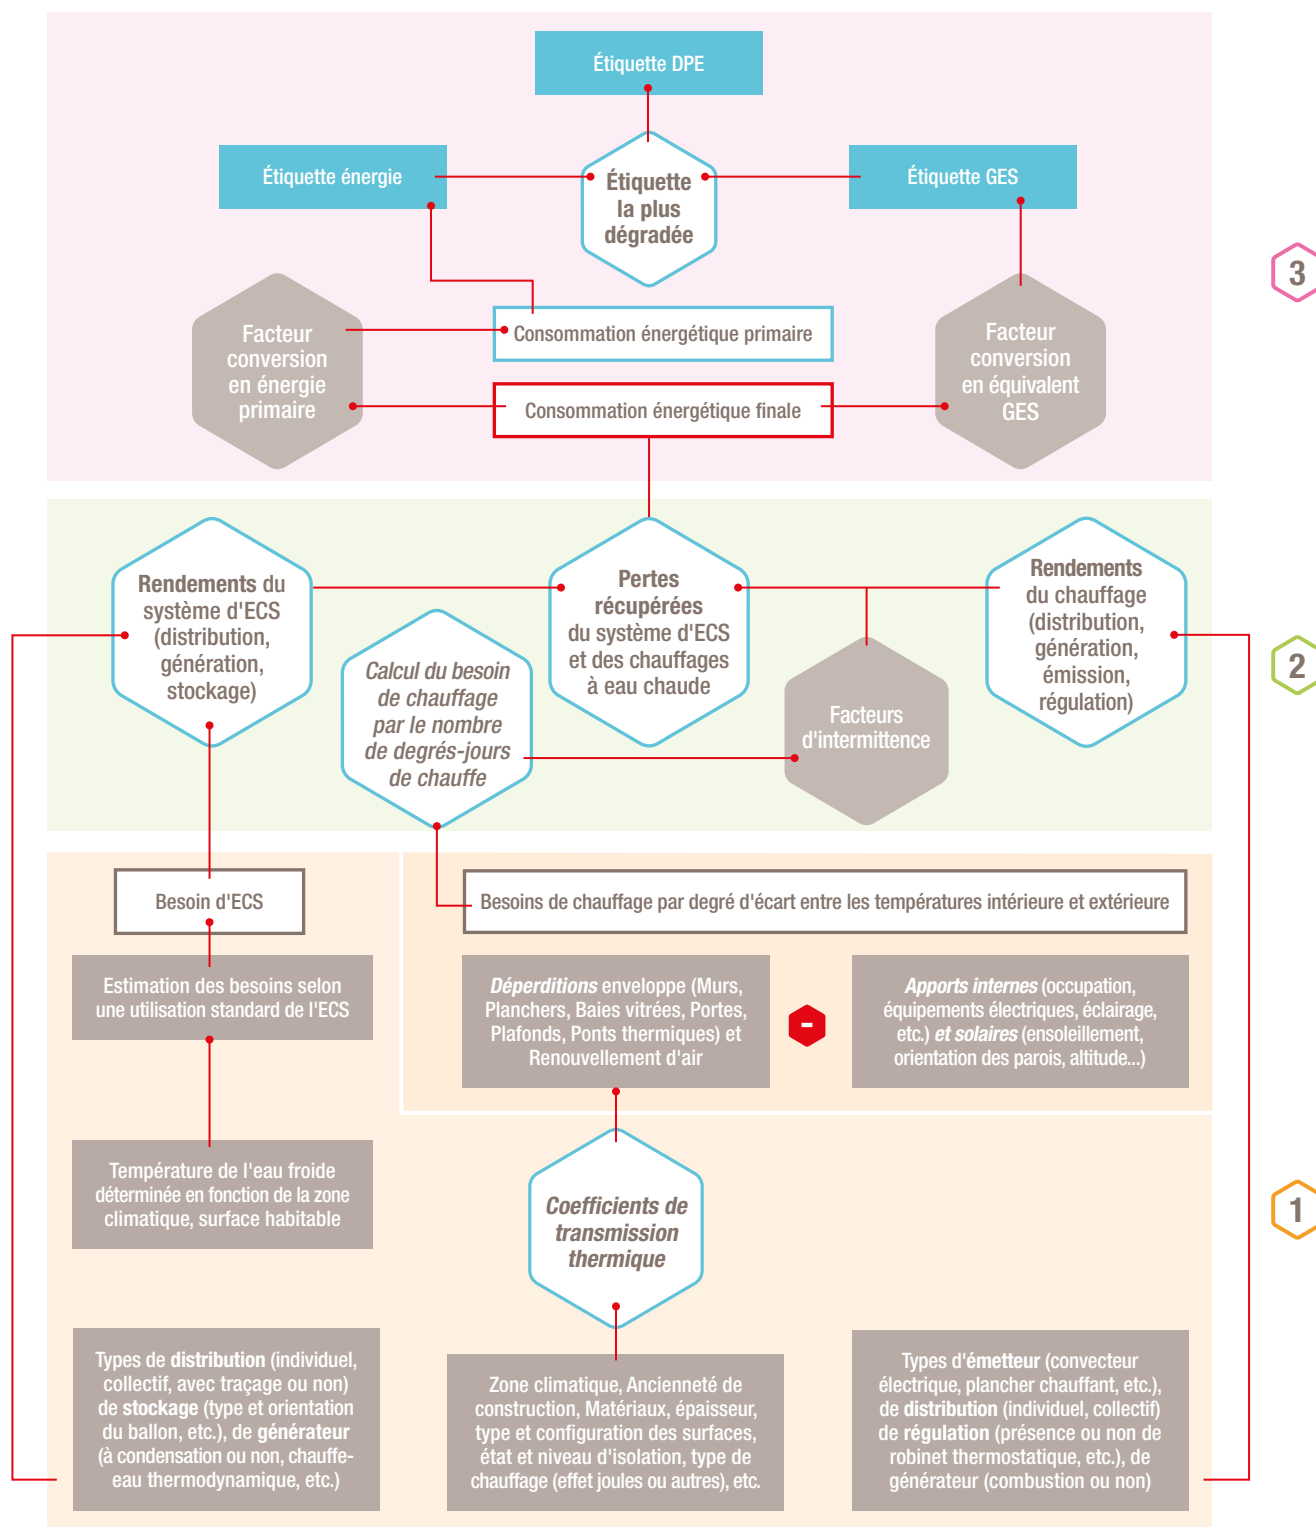 Étiquette DPE
Étiquette énergie
Étiquette
la plus
dégradée
Étiquette GES
3
Facteur
conversion
en énergie
primaire
Consommation énergétique primaire
Consommation énergétique finale
Facteur
conversion
en équivalent
GES
Rendements du
système d'ECS
(distribution,
génération,
stockage)
Calcul du besoin
de chauffage
par le nombre
de degrés-jours
de chauffe
Pertes
récupérées
du système d'ECS
et des chauffages
à eau chaude
Facteurs
d'intermittence
Rendements
du chauffage
(distribution,
génération,
émission,
régulation)
2
Besoin d'ECS
Besoins de chauffage par degré d'écart entre les températures intérieure et extérieure
Estimation des besoins selon
une utilisation standard de l'ECS
Déperditions enveloppe (Murs,
Planchers, Baies vitrées, Portes,
Plafonds, Ponts thermiques) et
Renouvellement d'air
-
Apports internes (occupation,
équipements électriques, éclairage,
etc.) et solaires (ensoleillement,
orientation des parois, altitude...)
Température de l'eau froide
déterminée en fonction de la zone
climatique, surface habitable
Coefficients de
transmission
thermique
1
Types de distribution (individuel,
collectif, avec traçage ou non)
de stockage (type et orientation
du ballon, etc.), de générateur
(à condensation ou non, chauffe-
eau thermodynamique, etc.)
Zone climatique, Ancienneté de
construction, Matériaux, épaisseur,
type et configuration des surfaces,
état et niveau d'isolation, type de
chauffage (effet joules ou autres), etc.
Types d'émetteur (convecteur
électrique, plancher chauffant, etc.),
de distribution (individuel, collectif)
de régulation (présence ou non de
robinet thermostatique, etc.), de
générateur (combustion ou non)